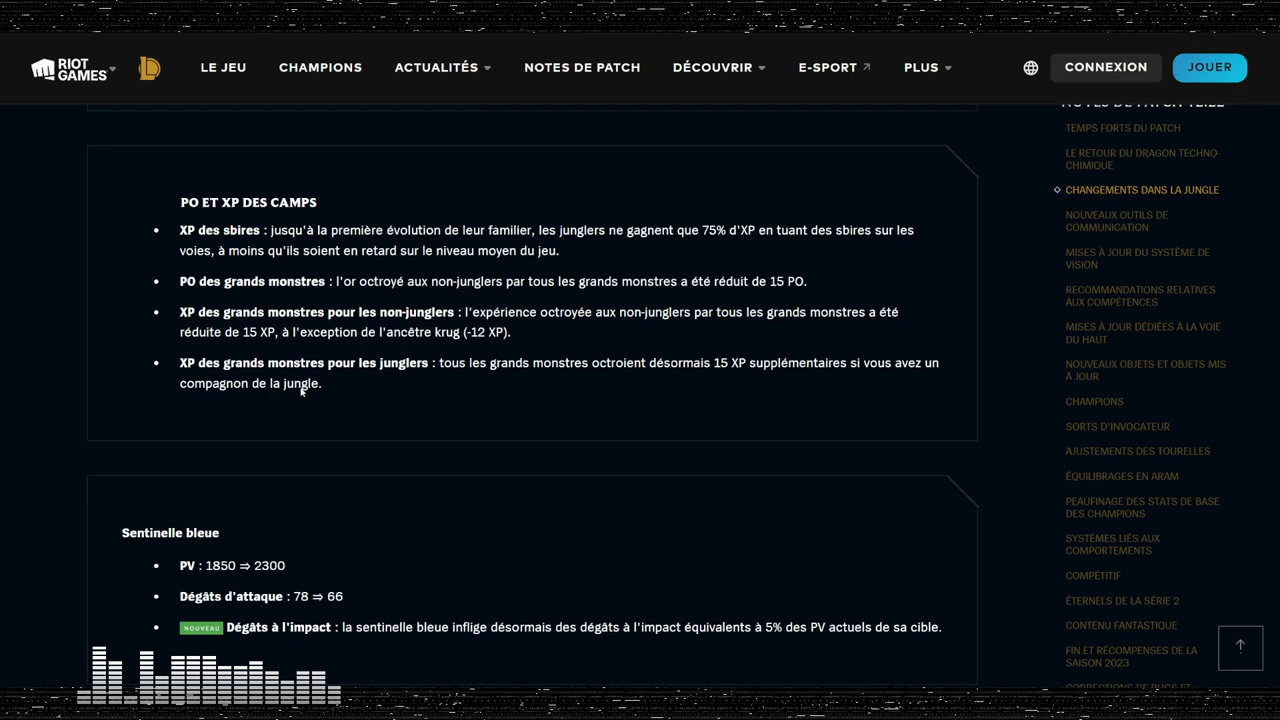 RIOT GAMES
LE JEU
CHAMPIONS
ACTUALITÉS
NOTES DE PATCH
DÉCOUVRIR
E-SPORT
PLUS
CONNEXION
JOUER
PO ET XP DES CAMPS
XP des sbires : jusqu'à la première évolution de leur familier, les junglers ne gagnent que 75% d'XP en tuant des sbires sur les
voies, à moins qu'ils soient en retard sur le niveau moyen du jeu.
PO des grands monstres : l'or octroyé aux non-junglers par tous les grands monstres a été réduit de 15 PO.
XP des grands monstres pour les non-junglers : l'expérience octroyée aux non-junglers par tous les grands monstres a été
réduite de 15 XP, à l'exception de l'ancêtre krug (-12 XP).
XP des grands monstres pour les junglers : tous les grands monstres octroient désormais 15 XP supplémentaires si vous avez un
compagnon de la jungle.
Sentinelle bleue
PV : 1850 ⇒ 2300
Dégâts d'attaque : 78 ⇒ 66
NOUVEAU Dégâts à l'impact : la sentinelle bleue inflige désormais des dégâts à l'impact équivalents à 5% des PV actuels de sa cible.
NOTES DE PATCH 12.22
TEMPS FORTS DU PATCH
LE RETOUR DU DRAGON TECHNO-
CHIMIQUE
CHANGEMENTS DANS LA JUNGLE
NOUVEAUX OUTILS DE
COMMUNICATION
MISES À JOUR DU SYSTÈME DE
VISION
RECOMMANDATIONS RELATIVES
AUX COMPÉTENCES
MISES À JOUR DÉDIÉES À LA VOIE
DU HAUT
NOUVEAUX OBJETS ET OBJETS MIS
À JOUR
CHAMPIONS
SORTS D'INVOCATEUR
AJUSTEMENTS DES TOURELLES
ÉQUILIBRAGES EN ARAM
PEAUFINAGE DES STATS DE BASE
DES CHAMPIONS
SYSTÈMES LIÉS AUX
COMPORTEMENTS
COMPÉTITIF
ÉTERNELS DE LA SÉRIE 2
CONTENU FANTASTIQUE
FIN ET RÉCOMPENSES DE LA
SAISON 2023
CORRECTIONS DE BUGS ET